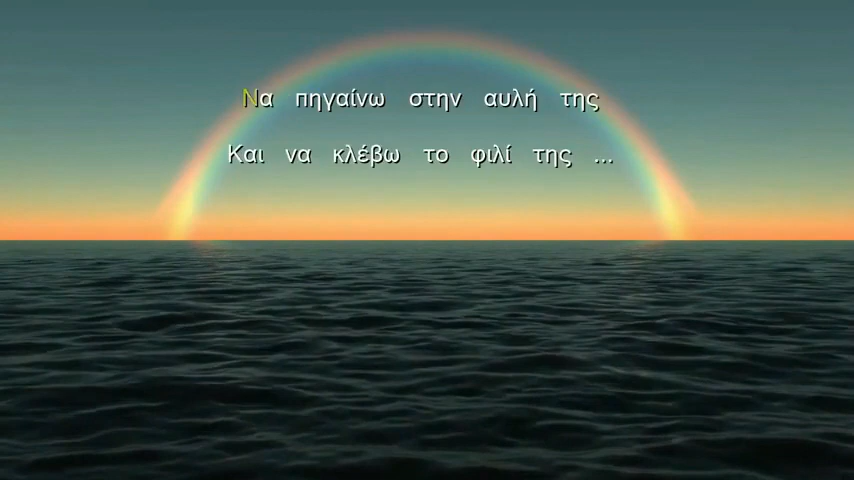 Να πηγαίνω στην αυλή της
Και να κλέβω το φιλί της ...